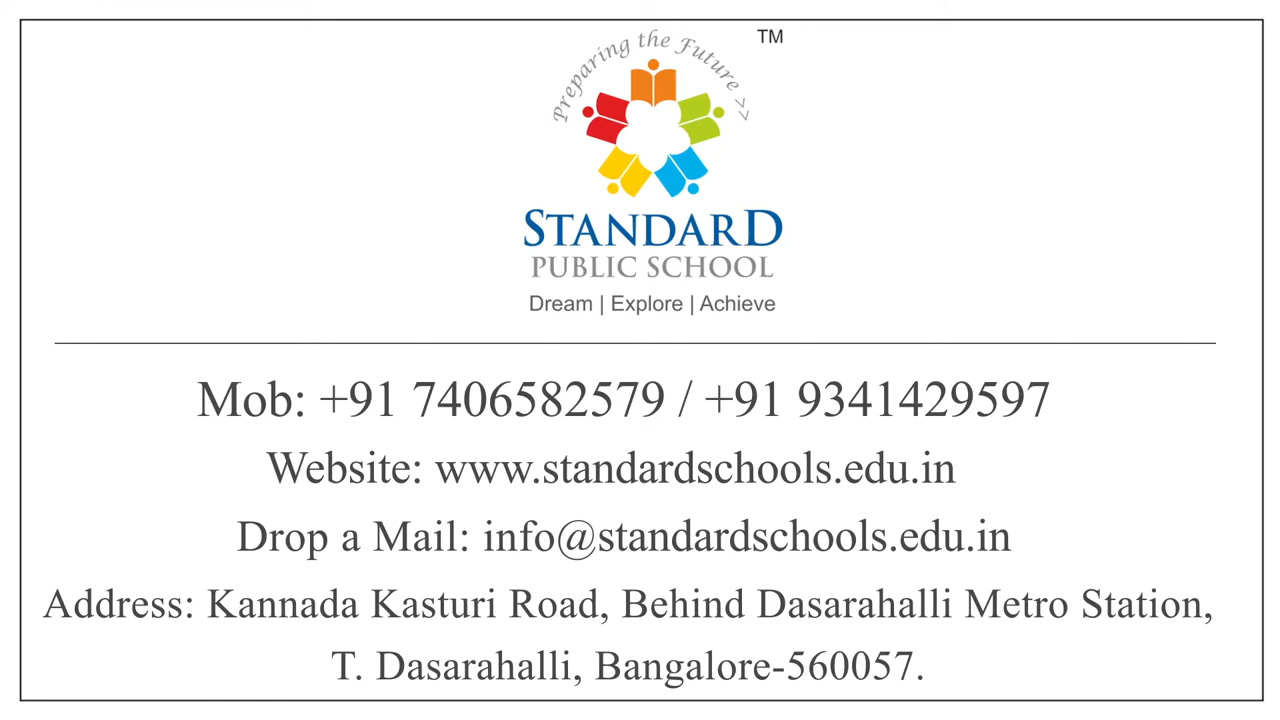 Preparing the Future >>
TM
STANDARD
PUBLIC SCHOOL
Dream | Explore | Achieve
Mob: +91 7406582579 / +91 9341429597
Website: www.standardschools.edu.in
Drop a Mail: info@standardschools.edu.in
Address: Kannada Kasturi Road, Behind Dasarahalli Metro Station,
T. Dasarahalli, Bangalore-560057.